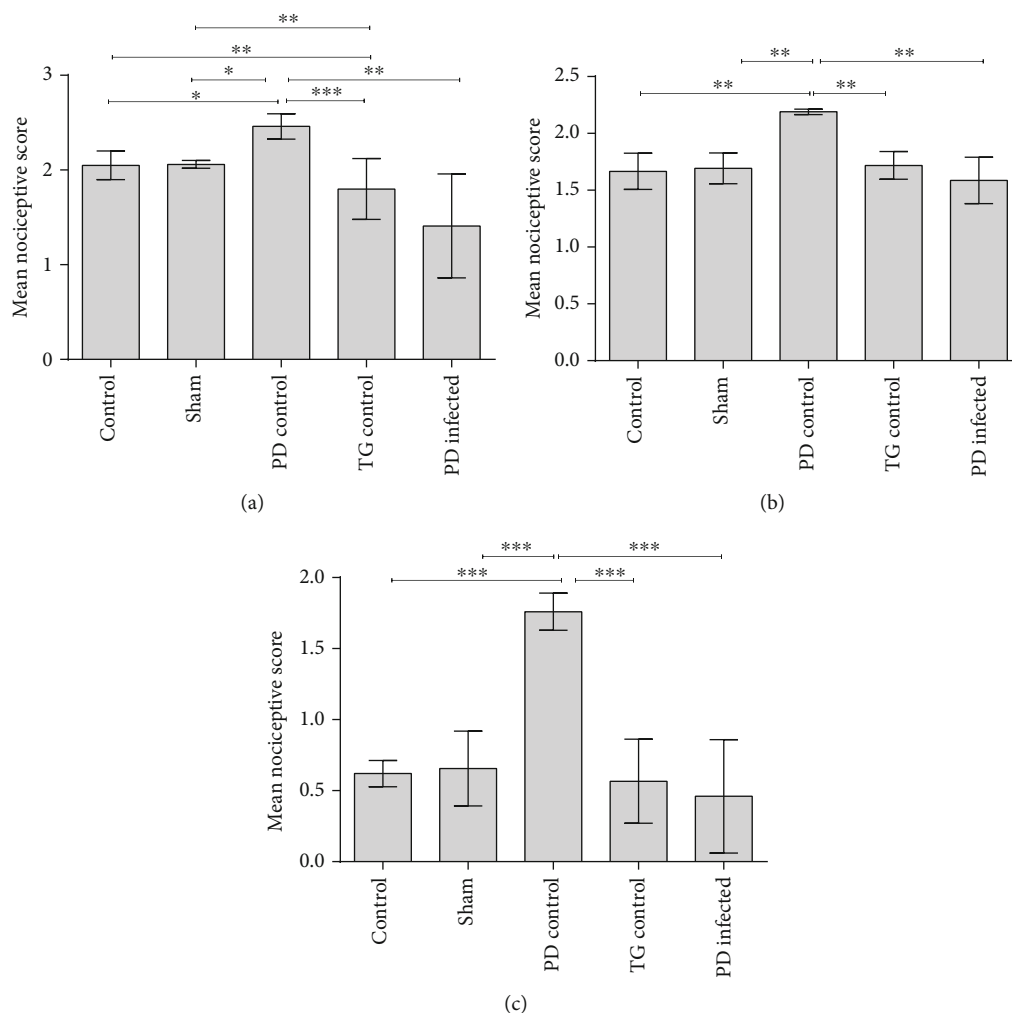 **
**
* **
* ***
3
2
1
0
Mean nociceptive score
Control
Sham
PD control
TG control
PD infected
(a)
** **
** **
2.5
2.0
1.5
1.0
0.5
0.0
Mean nociceptive score
Control
Sham
PD control
TG control
PD infected
(b)
*** ***
*** ***
2.0
1.5
1.0
0.5
0.0
Mean nociceptive score
Control
Sham
PD control
TG control
PD infected
(c)